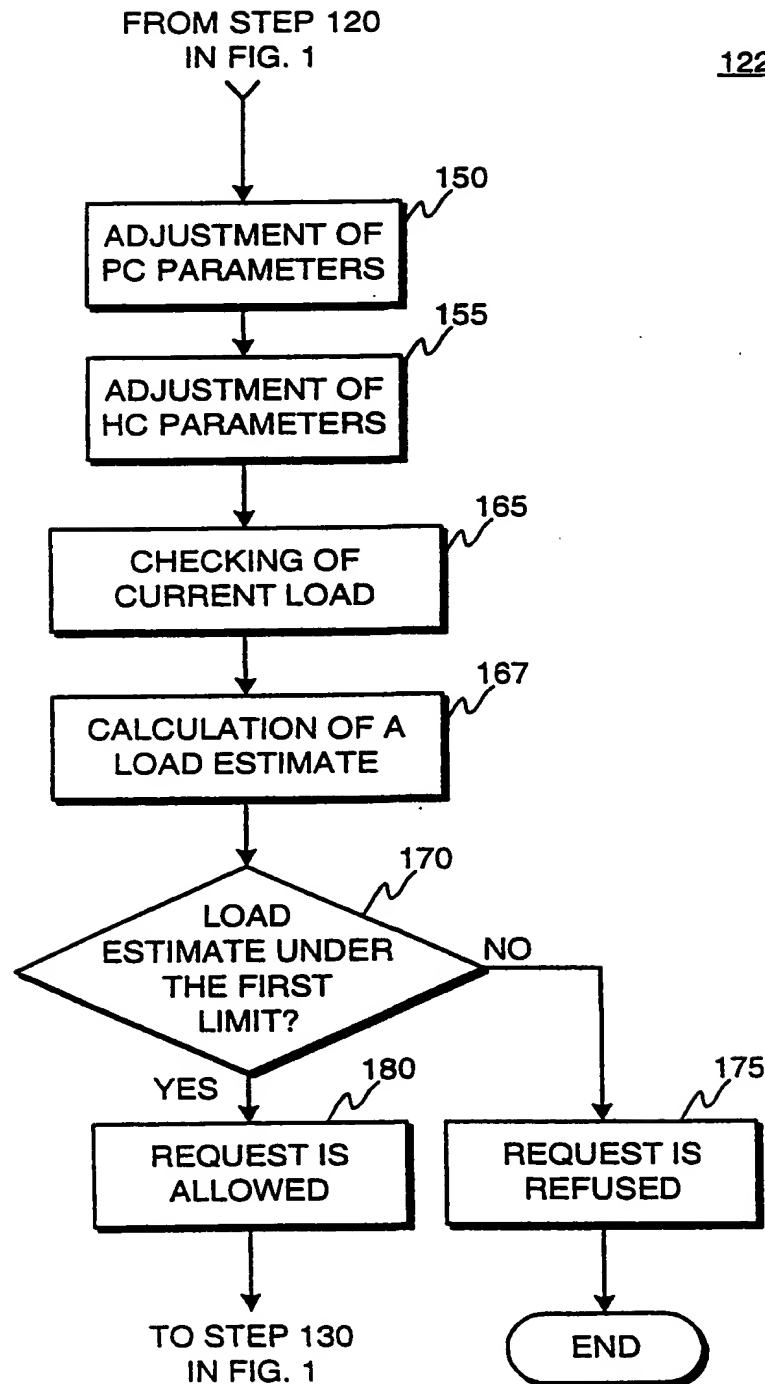 FROM STEP 120
IN FIG. 1
122
150
ADJUSTMENT OF
PC PARAMETERS
155
ADJUSTMENT OF
HC PARAMETERS
165
CHECKING OF
CURRENT LOAD
167
CALCULATION OF A
LOAD ESTIMATE
170
LOAD
ESTIMATE UNDER
THE FIRST
LIMIT?
NO
YES
180
175
REQUEST IS
ALLOWED
REQUEST IS
REFUSED
TO STEP 130
IN FIG. 1
END